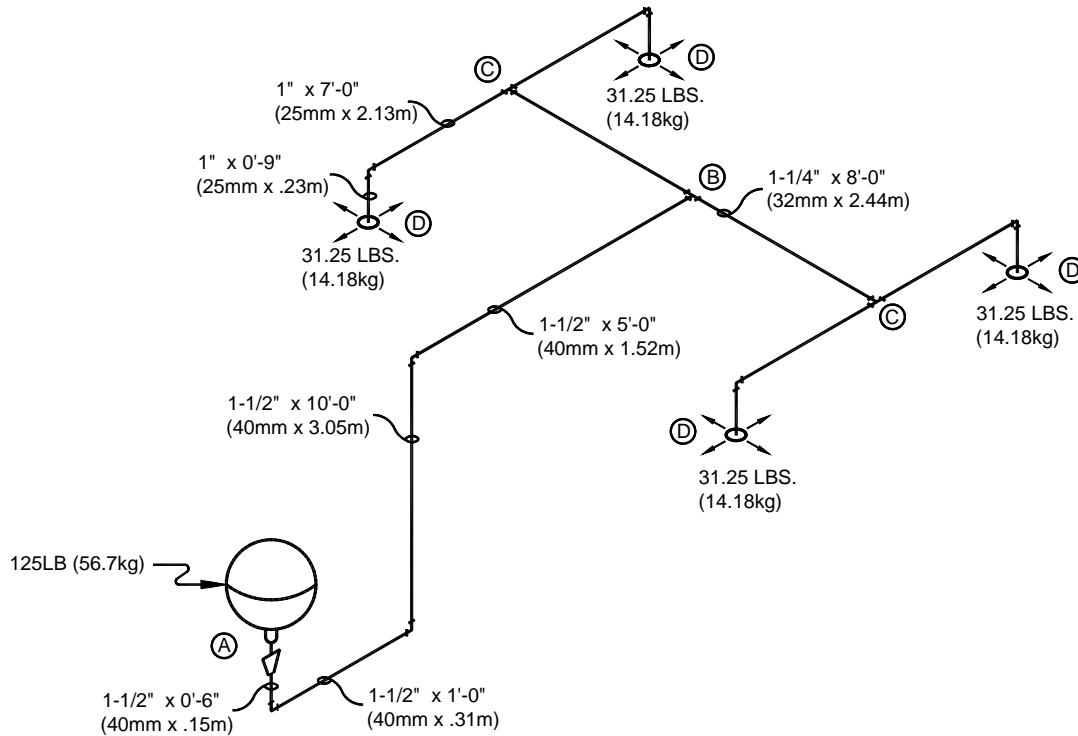 C
D
1" x 7'-0"
(25mm x 2.13m)
31.25 LBS.
(14.18kg)
1" x 0'-9"
(25mm x .23m)
B
1-1/4" x 8'-0"
(32mm x 2.44m)
D
31.25 LBS.
(14.18kg)
D
31.25 LBS.
(14.18kg)
C
1-1/2" x 5'-0"
(40mm x 1.52m)
1-1/2" x 10'-0"
(40mm x 3.05m)
D
31.25 LBS.
(14.18kg)
125LB (56.7kg)
A
1-1/2" x 0'-6"
(40mm x .15m)
1-1/2" x 1'-0"
(40mm x .31m)